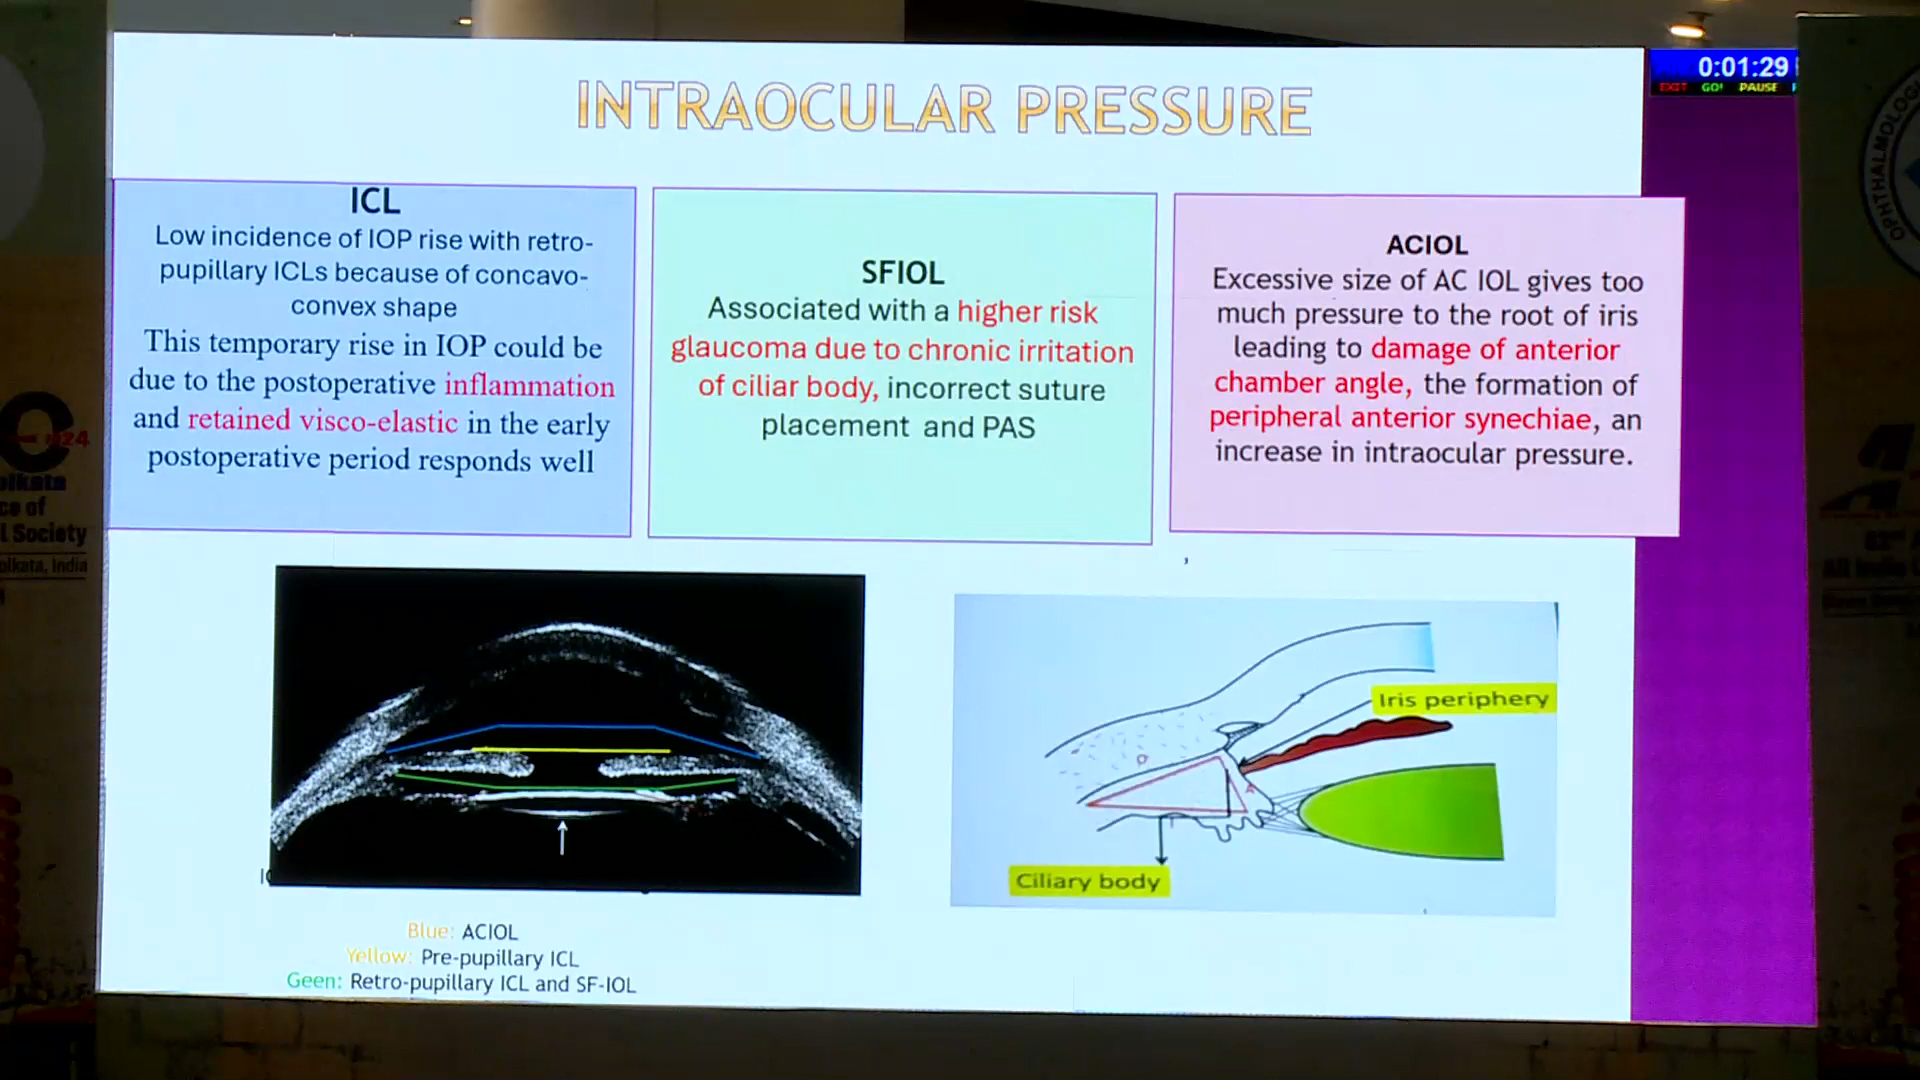 INTRAOCULAR PRESSURE
0:01:29
EXIT GO! PAUSE
ICL
Low incidence of IOP rise with retro-
pupillary ICLs because of concavo-
convex shape
This temporary rise in IOP could be
due to the postoperative inflammation
and retained visco-elastic in the early
postoperative period responds well
SFIOL
Associated with a higher risk
glaucoma due to chronic irritation
of ciliar body, incorrect suture
placement and PAS
ACIOL
Excessive size of AC IOL gives too
much pressure to the root of iris
leading to damage of anterior
chamber angle, the formation of
peripheral anterior synechiae, an
increase in intraocular pressure.
Iris periphery
Ciliary body
Blue: ACIOL
Yellow: Pre-pupillary ICL
Geen: Retro-pupillary ICL and SF-IOL
l Society
India